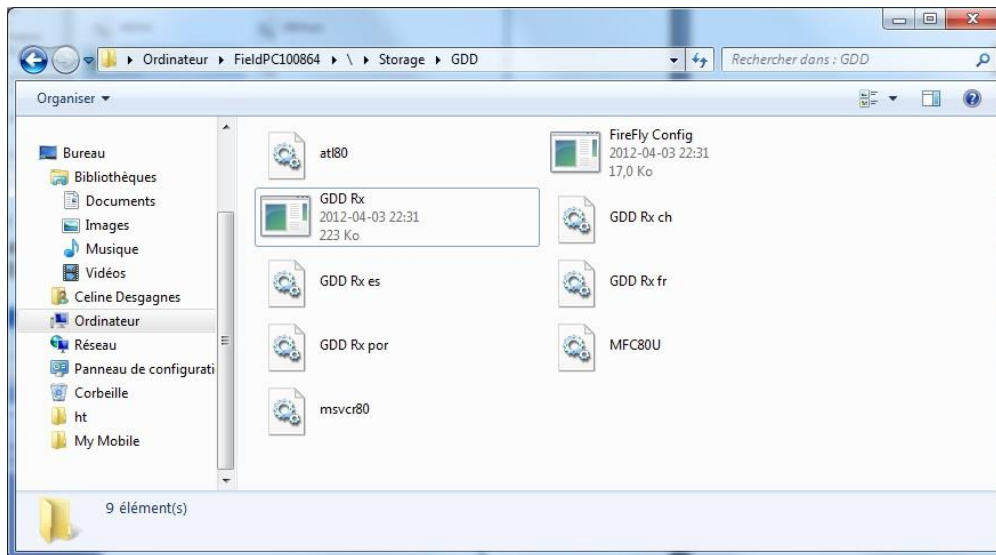 Ordinateur FieldPC100864 \ Storage GDD
Rechercher dans : GDD
Organiser
Bureau
Bibliothèques
Documents
Images
Musique
Vidéos
Celine Desgagnes
Ordinateur
Réseau
Panneau de configurati
Corbeille
ht
My Mobile
atl80
FireFly Config
2012-04-03 22:31
17,0 Ko
GDD Rx
2012-04-03 22:31
223 Ko
GDD Rx ch
GDD Rx es
GDD Rx fr
GDD Rx por
MFC80U
msvcr80
9 élément(s)